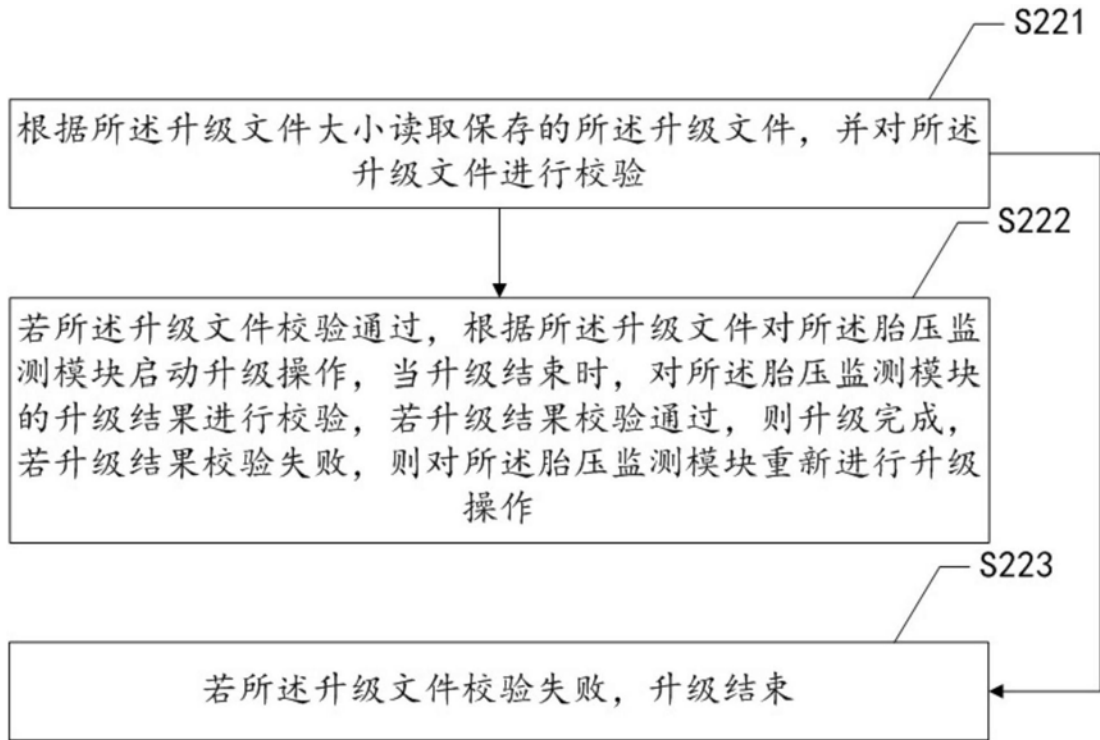 S221
根据所述升级文件大小读取保存的所述升级文件，并对所述
升级文件进行校验
S222
若所述升级文件校验通过，根据所述升级文件对所述胎压监
测模块启动升级操作，当升级结束时，对所述胎压监测模块
的升级结果进行校验，若升级结果校验通过，则升级完成，
若升级结果校验失败，则对所述胎压监测模块重新进行升级
操作
S223
若所述升级文件校验失败，升级结束